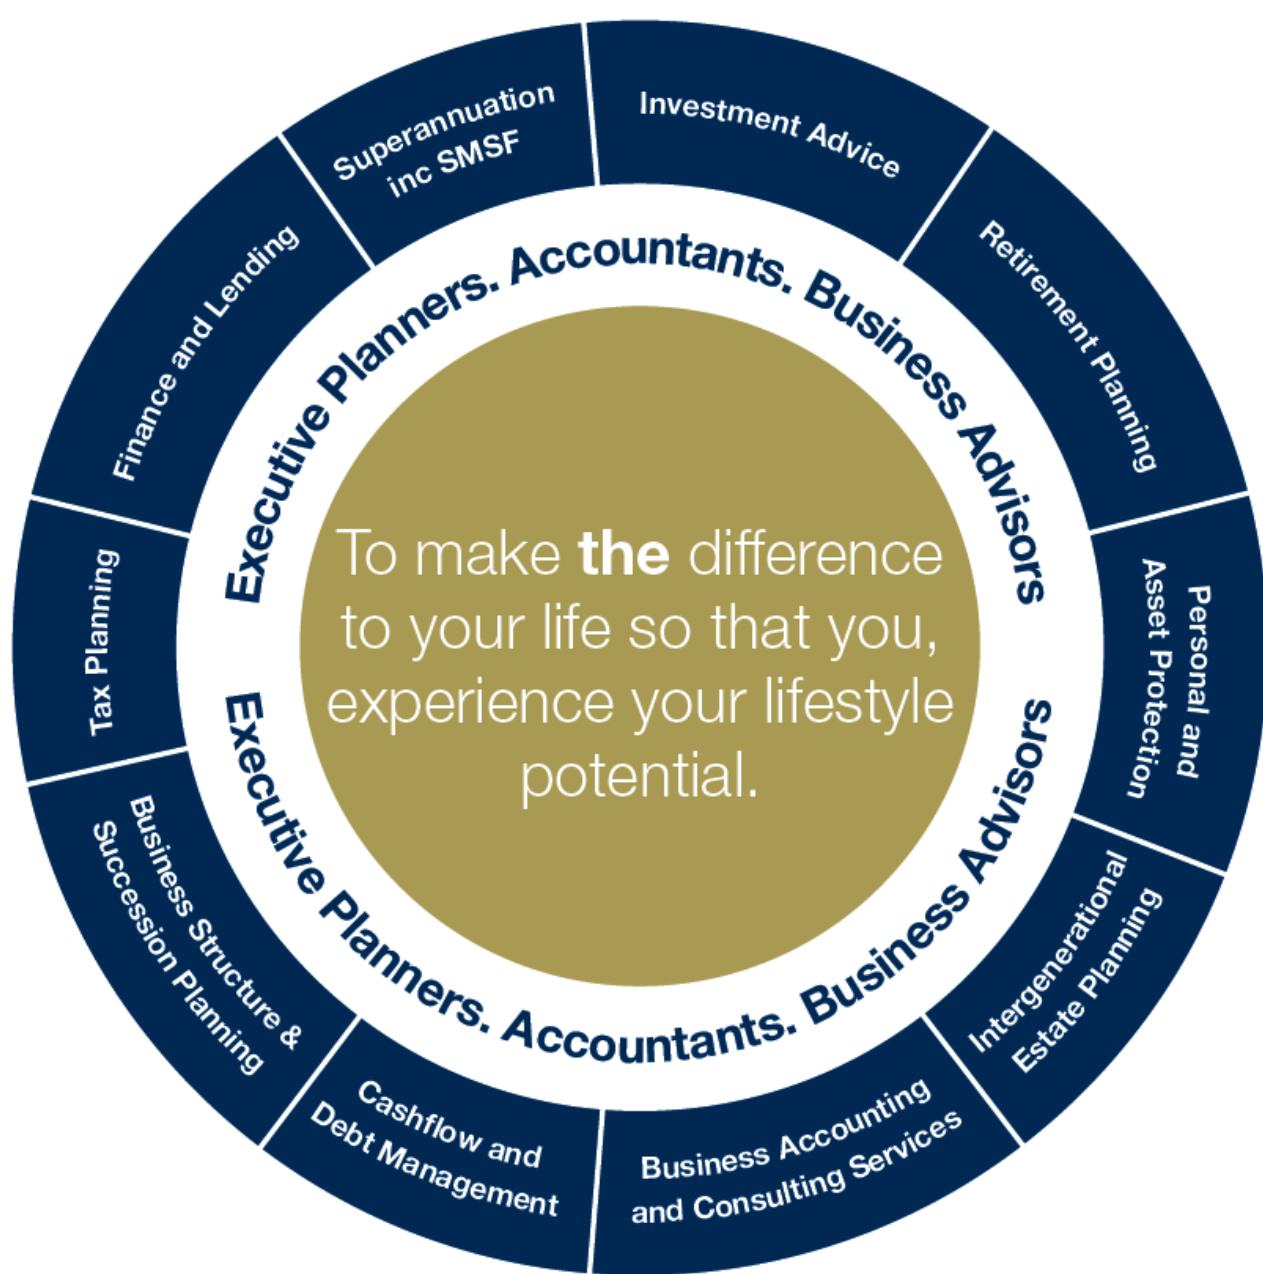 Superannuation
inc SMSF
Investment Advice
Retirement Planning
Personal and
Asset Protection
Intergenerational
Estate Planning
Business Accounting
and Consulting Services
Cashflow and
Debt Management
Business Structure &
Succession Planning
Tax Planning
Finance and Lending
Executive Planners. Accountants. Business Advisors
To make the difference
to your life so that you,
experience your lifestyle
potential.
Executive Planners. Accountants. Business Advisors